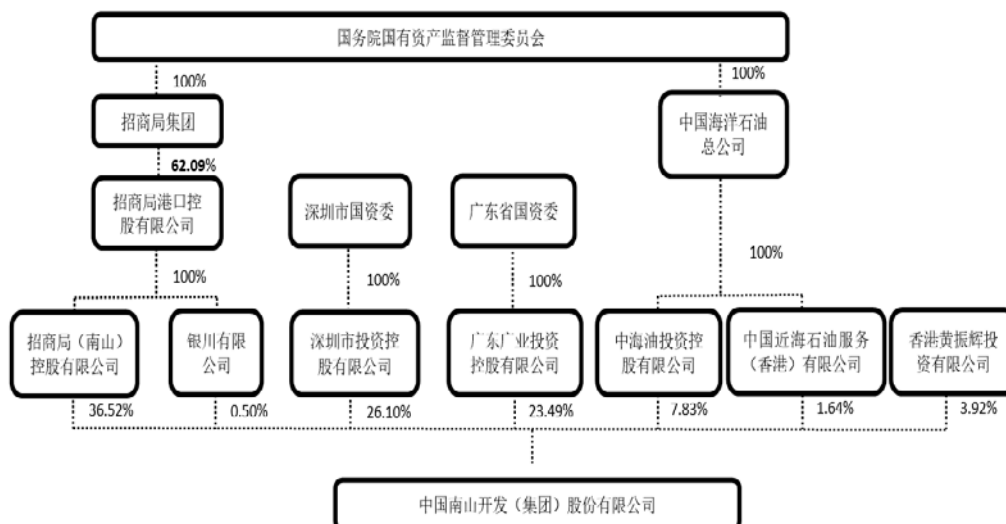 国务院国有资产监督管理委员会
100%
100%
招商局集团
中国海洋石油
总公司
62.09%
招商局港口控
股有限公司
深圳市国资委
广东省国资委
100%
100%
100%
100%
招商局（南山）
控股有限公司
银川有限
公司
深圳市投资控
股有限公司
广东广业投资
控股有限公司
中海油投资控
股有限公司
中国近海石油服务
（香港）有限公司
香港黄振辉投
资有限公司
36.52%
0.50%
26.10%
23.49%
7.83%
1.64%
3.92%
中国南山开发（集团）股份有限公司